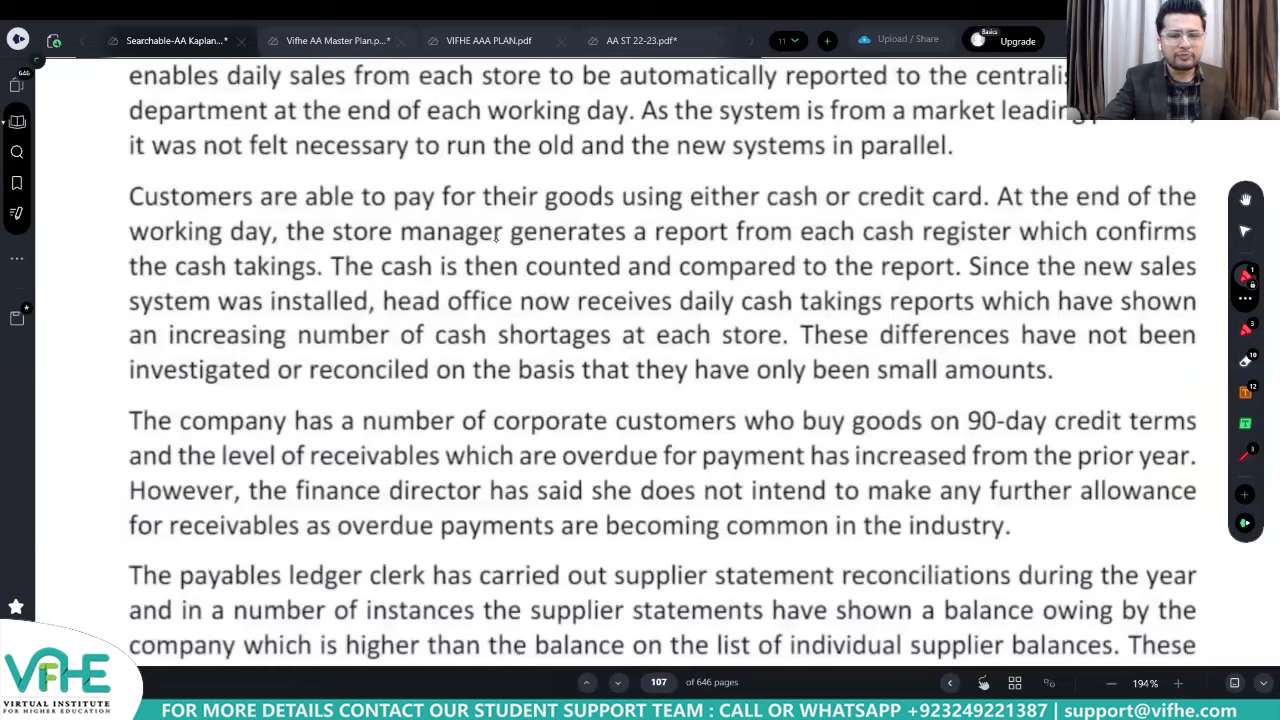 646
Searchable-AA Kaplan...*
Vifhe AA Master Plan.p...*
VIFHE AAA PLAN.pdf
AA ST 22-23.pdf*
11
Upload / Share
Basics
Upgrade
enables daily sales from each store to be automatically reported to the
department at the end of each working day. As the system is from a market leading
it was not felt necessary to run the old and the new systems in parallel.
Customers are able to pay for their goods using either cash or credit card. At the end of the
working day, the store manager generates a report from each cash register which confirms
the cash takings. The cash is then counted and compared to the report. Since the new sales
system was installed, head office now receives daily cash takings reports which have shown
an increasing number of cash shortages at each store. These differences have not been
investigated or reconciled on the basis that they have only been small amounts.
The company has a number of corporate customers who buy goods on 90-day credit terms
and the level of receivables which are overdue for payment has increased from the prior year.
However, the finance director has said she does not intend to make any further allowance
for receivables as overdue payments are becoming common in the industry.
The payables ledger clerk has carried out supplier statement reconciliations during the year
and in a number of instances the supplier statements have shown a balance owing by the
company which is higher than the balance on the list of individual supplier balances. These
1
3
10
12
3
107 of 646 pages
194%
VFHE
VIRTUAL INSTITUTE
FOR HIGHER EDUCATION
FOR MORE DETAILS CONTACT OUR STUDENT SUPPORT TEAM : CALL OR WHATSAPP +923249221387 | support@vifhe.com